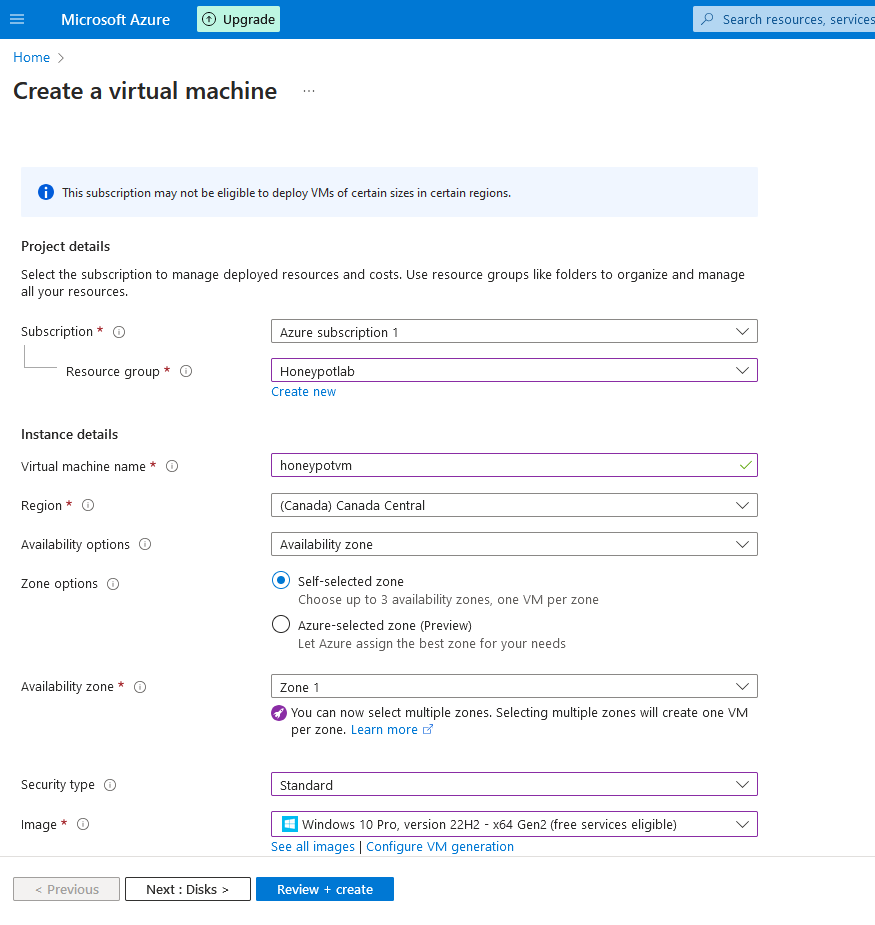 Microsoft Azure
Upgrade
Search resources, services
Home
Create a virtual machine
...
This subscription may not be eligible to deploy VMs of certain sizes in certain regions.
Project details
Select the subscription to manage deployed resources and costs. Use resource groups like folders to organize and manage
all your resources.
Subscription *
Azure subscription 1
Resource group *
Honeypotlab
Create new
Instance details
Virtual machine name *
honeypotvm
Region *
(Canada) Canada Central
Availability options
Availability zone
Zone options
Self-selected zone
Choose up to 3 availability zones, one VM per zone
Azure-selected zone (Preview)
Let Azure assign the best zone for your needs
Availability zone *
Zone 1
You can now select multiple zones. Selecting multiple zones will create one VM
per zone. Learn more
Security type
Standard
Image *
Windows 10 Pro, version 22H2 - x64 Gen2 (free services eligible)
See all images | Configure VM generation
< Previous
Next : Disks >
Review + create